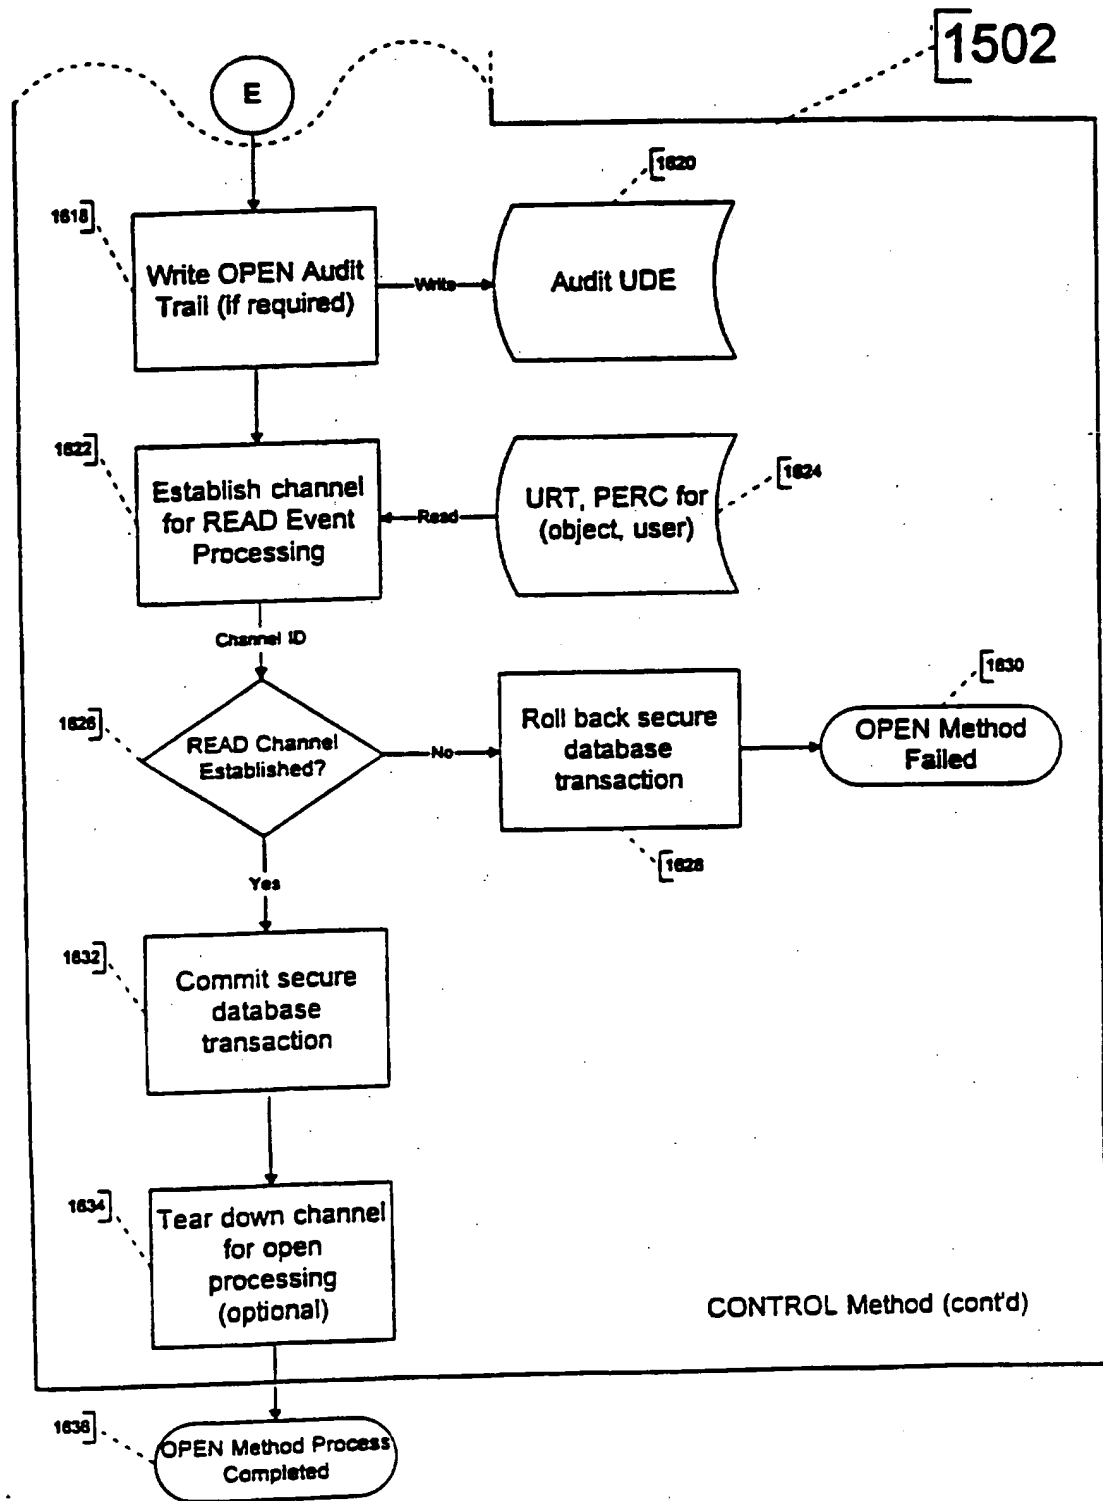 1502
E
1620
1618
Write OPEN Audit
Trail (if required)
Write
Audit UDE
1622
Establish channel
for READ Event
Processing
Read
URT, PERC for
(object, user)
1624
Channel ID
1626
READ Channel
Established?
No
Roll back secure
database
transaction
1630
OPEN Method
Failed
1628
Yes
1632
Commit secure
database
transaction
1634
Tear down channel
for open
processing
(optional)
CONTROL Method (cont'd)
1636
OPEN Method Process
Completed